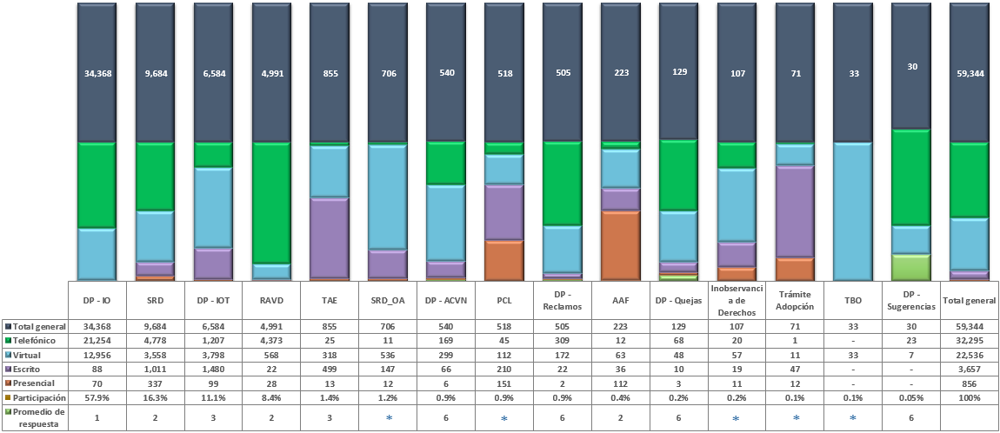 34,368 9,684 6,584 4,991 855 706 540 518 505 223 129 107 71 33 30 59,344
DP - IO SRD DP - IOT RAVD TAE SRD_OA DP - ACVN PCL DP - Reclamos AAF DP - Quejas Inobservancia de Derechos Trámite Adopción TBO DP - Sugerencias Total general
Total general 34,368 9,684 6,584 4,991 855 706 540 518 505 223 129 107 71 33 30 59,344
Telefónico 21,254 4,778 1,207 4,373 25 11 169 45 309 12 68 20 1 - 23 32,295
Virtual 12,956 3,558 3,798 568 318 536 299 112 172 63 48 57 11 33 7 22,536
Escrito 88 1,011 1,480 22 499 147 66 210 22 36 10 19 47 - - 3,657
Presencial 70 337 99 28 13 12 6 151 2 112 3 11 12 - - 856
Participación 57.9% 16.3% 11.1% 8.4% 1.4% 1.2% 0.9% 0.9% 0.9% 0.4% 0.2% 0.2% 0.1% 0.1% 0.05% 100%
Promedio de respuesta 1 2 3 2 3 * 6 * 6 2 6 * * * 6